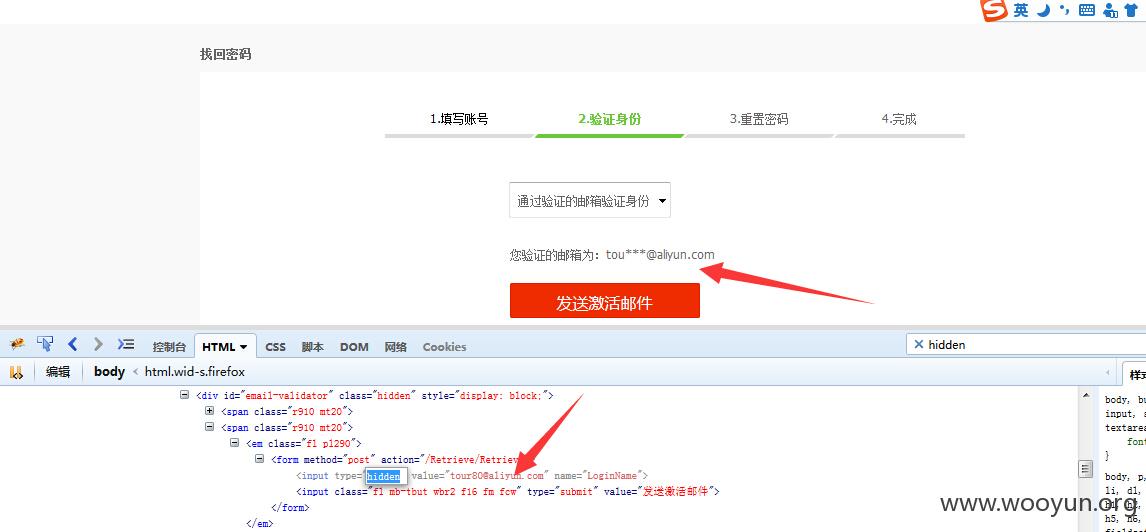 英
找回密码
1.填写账号
2.验证身份
3.重置密码
4.完成
通过验证的邮箱验证身份
您验证的邮箱为：tou***@aliyun.com
发送激活邮件
控制台 HTML CSS 脚本 DOM 网络 Cookies
hidden
编辑 body < html.wid-s.firefox
<div id="email-validator" class="hidden" style="display: block;">
<span class="r910 mt20">
<span class="r910 mt20">
<em class="fl pl290">
<form method="post" action="/Retrieve/Retrie
<input type="hidden value="tour80@aliyun.com" name="LoginName">
<input class="fl mb-tbut wbr2 f16 fm fcw" type="submit" value="发送激活邮件">
</form>
</em>
body, bu
input, s
textarea
font
}
body, p,
li, dl,
h5, h6,
www.wooyun.org